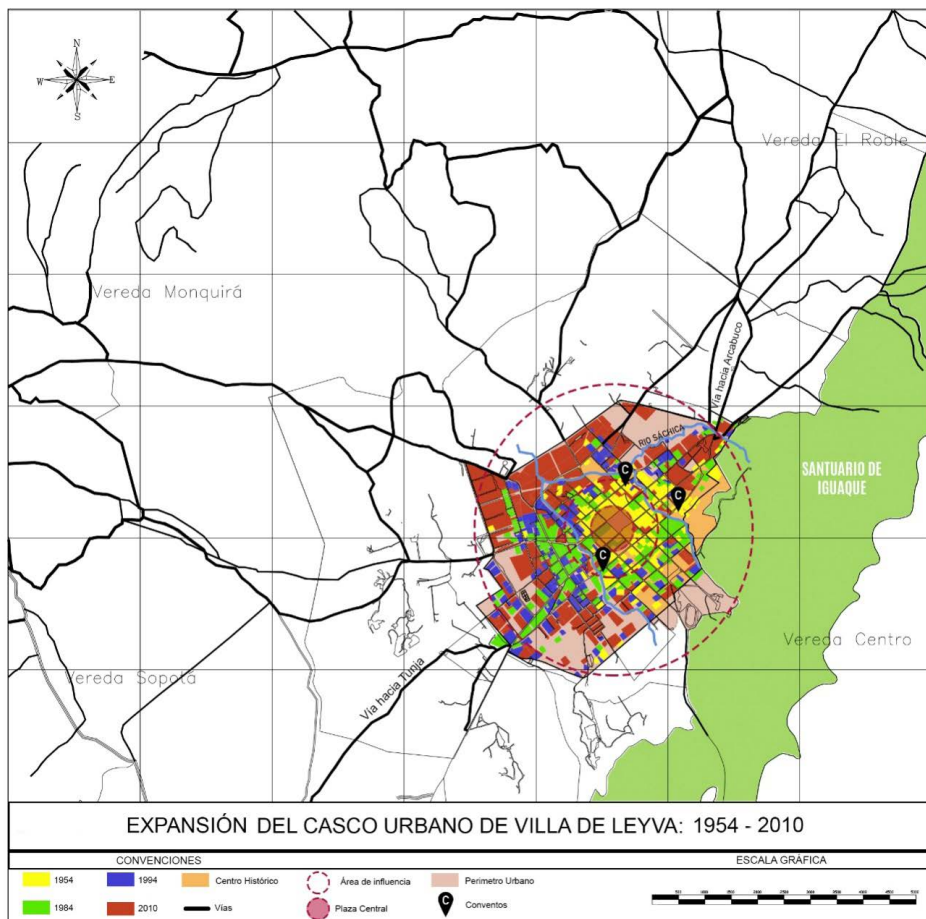 N
W E
S
Vereda El Roble
Vereda Monquirá
Vía hacia Arcabuco
RIO SÁCHICA
C
C
SANTUARIO DE
IGUAQUE
C
Vereda Centro
Vereda Sopotá
Vía hacia Tunja
EXPANSIÓN DEL CASCO URBANO DE VILLA DE LEYVA: 1954 - 2010
CONVENCIONES
ESCALA GRÁFICA
1954
1994
Centro Histórico
Área de influencia
Perimetro Urbano
1984
2010
Vías
Plaza Central
C
Conventos